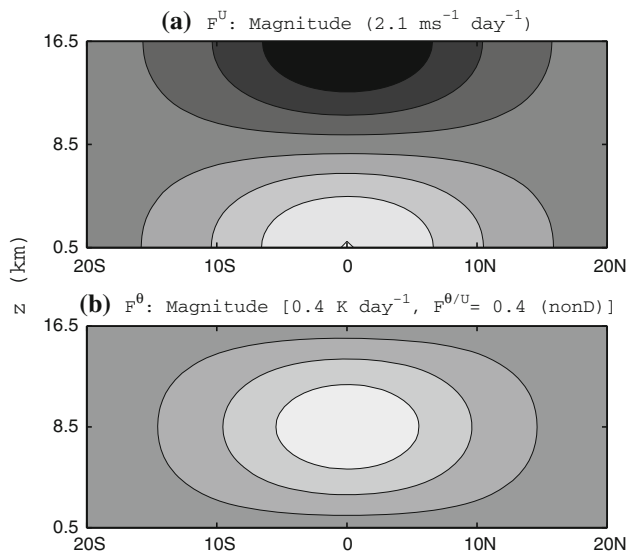 (a) F^U: Magnitude (2.1 ms^-1 day^-1)
16.5
8.5
0.5
20S 10S 0 10N 20N
z (km)
(b) F^θ: Magnitude [0.4 K day^-1, F^θ/U= 0.4 (nonD)]
16.5
8.5
0.5
20S 10S 0 10N 20N